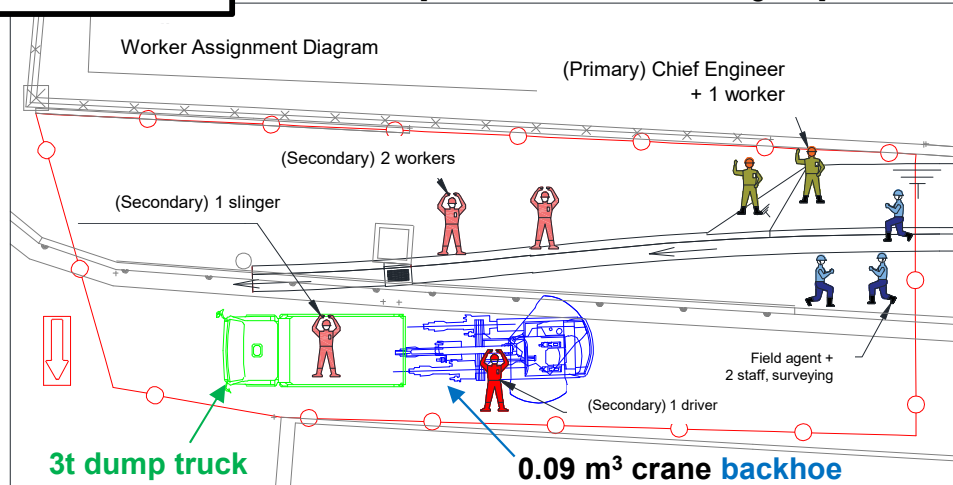 Worker Assignment Diagram
(Primary) Chief Engineer
+ 1 worker
(Secondary) 2 workers
(Secondary) 1 slinger
Field agent +
2 staff, surveying
(Secondary) 1 driver
3t dump truck
0.09 m³ crane backhoe